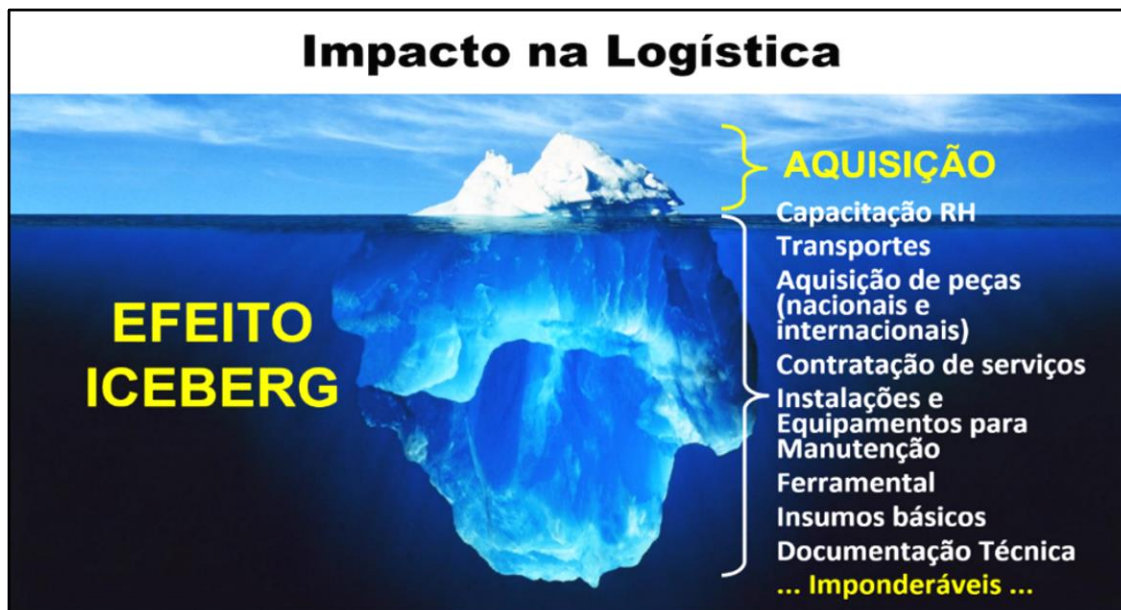 Impacto na Logística
AQUISIÇÃO
Capacitação RH
Transportes
Aquisição de peças
(nacionais e
internacionais)
EFEITO
ICEBERG
Contratação de serviços
Instalações e
Equipamentos para
Manutenção
Ferramental
Insumos básicos
Documentação Técnica
... Imponderáveis ...